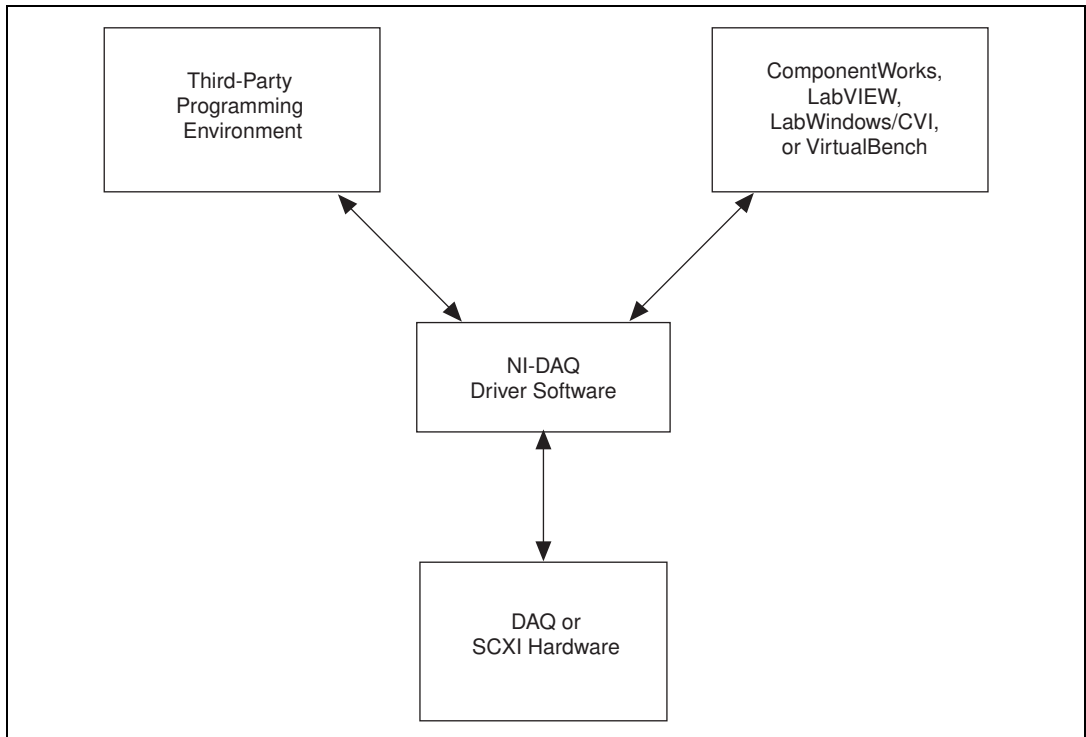 Third-Party
Programming
Environment
ComponentWorks,
LabVIEW,
LabWindows/CVI,
or VirtualBench
NI-DAQ
Driver Software
DAQ or
SCXI Hardware